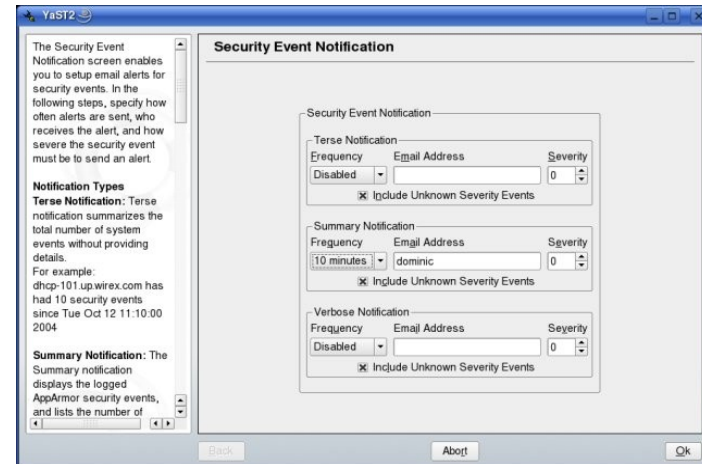 YaST2
The Security Event
Notification screen enables
you to setup email alerts for
security events. In the
following steps, specify how
often alerts are sent, who
receives the alert, and how
severe the security event
must be to send an alert.
Notification Types
Terse Notification: Terse
notification summarizes the
total number of system
events without providing
details.
For example:
dhcp-101.up.wirex.com has
had 10 security events
since Tue Oct 12 11:10:00
2004
Summary Notification: The
Summary notification
displays the logged
AppArmor security events,
and lists the number of
Security Event Notification
Security Event Notification
Terse Notification
Frequency Email Address Severity
Disabled 0
Include Unknown Severity Events
Summary Notification
Frequency Email Address Severity
10 minutes dominic 0
Include Unknown Severity Events
Verbose Notification
Frequency Email Address Severity
Disabled 0
Include Unknown Severity Events
Back Abort Ok